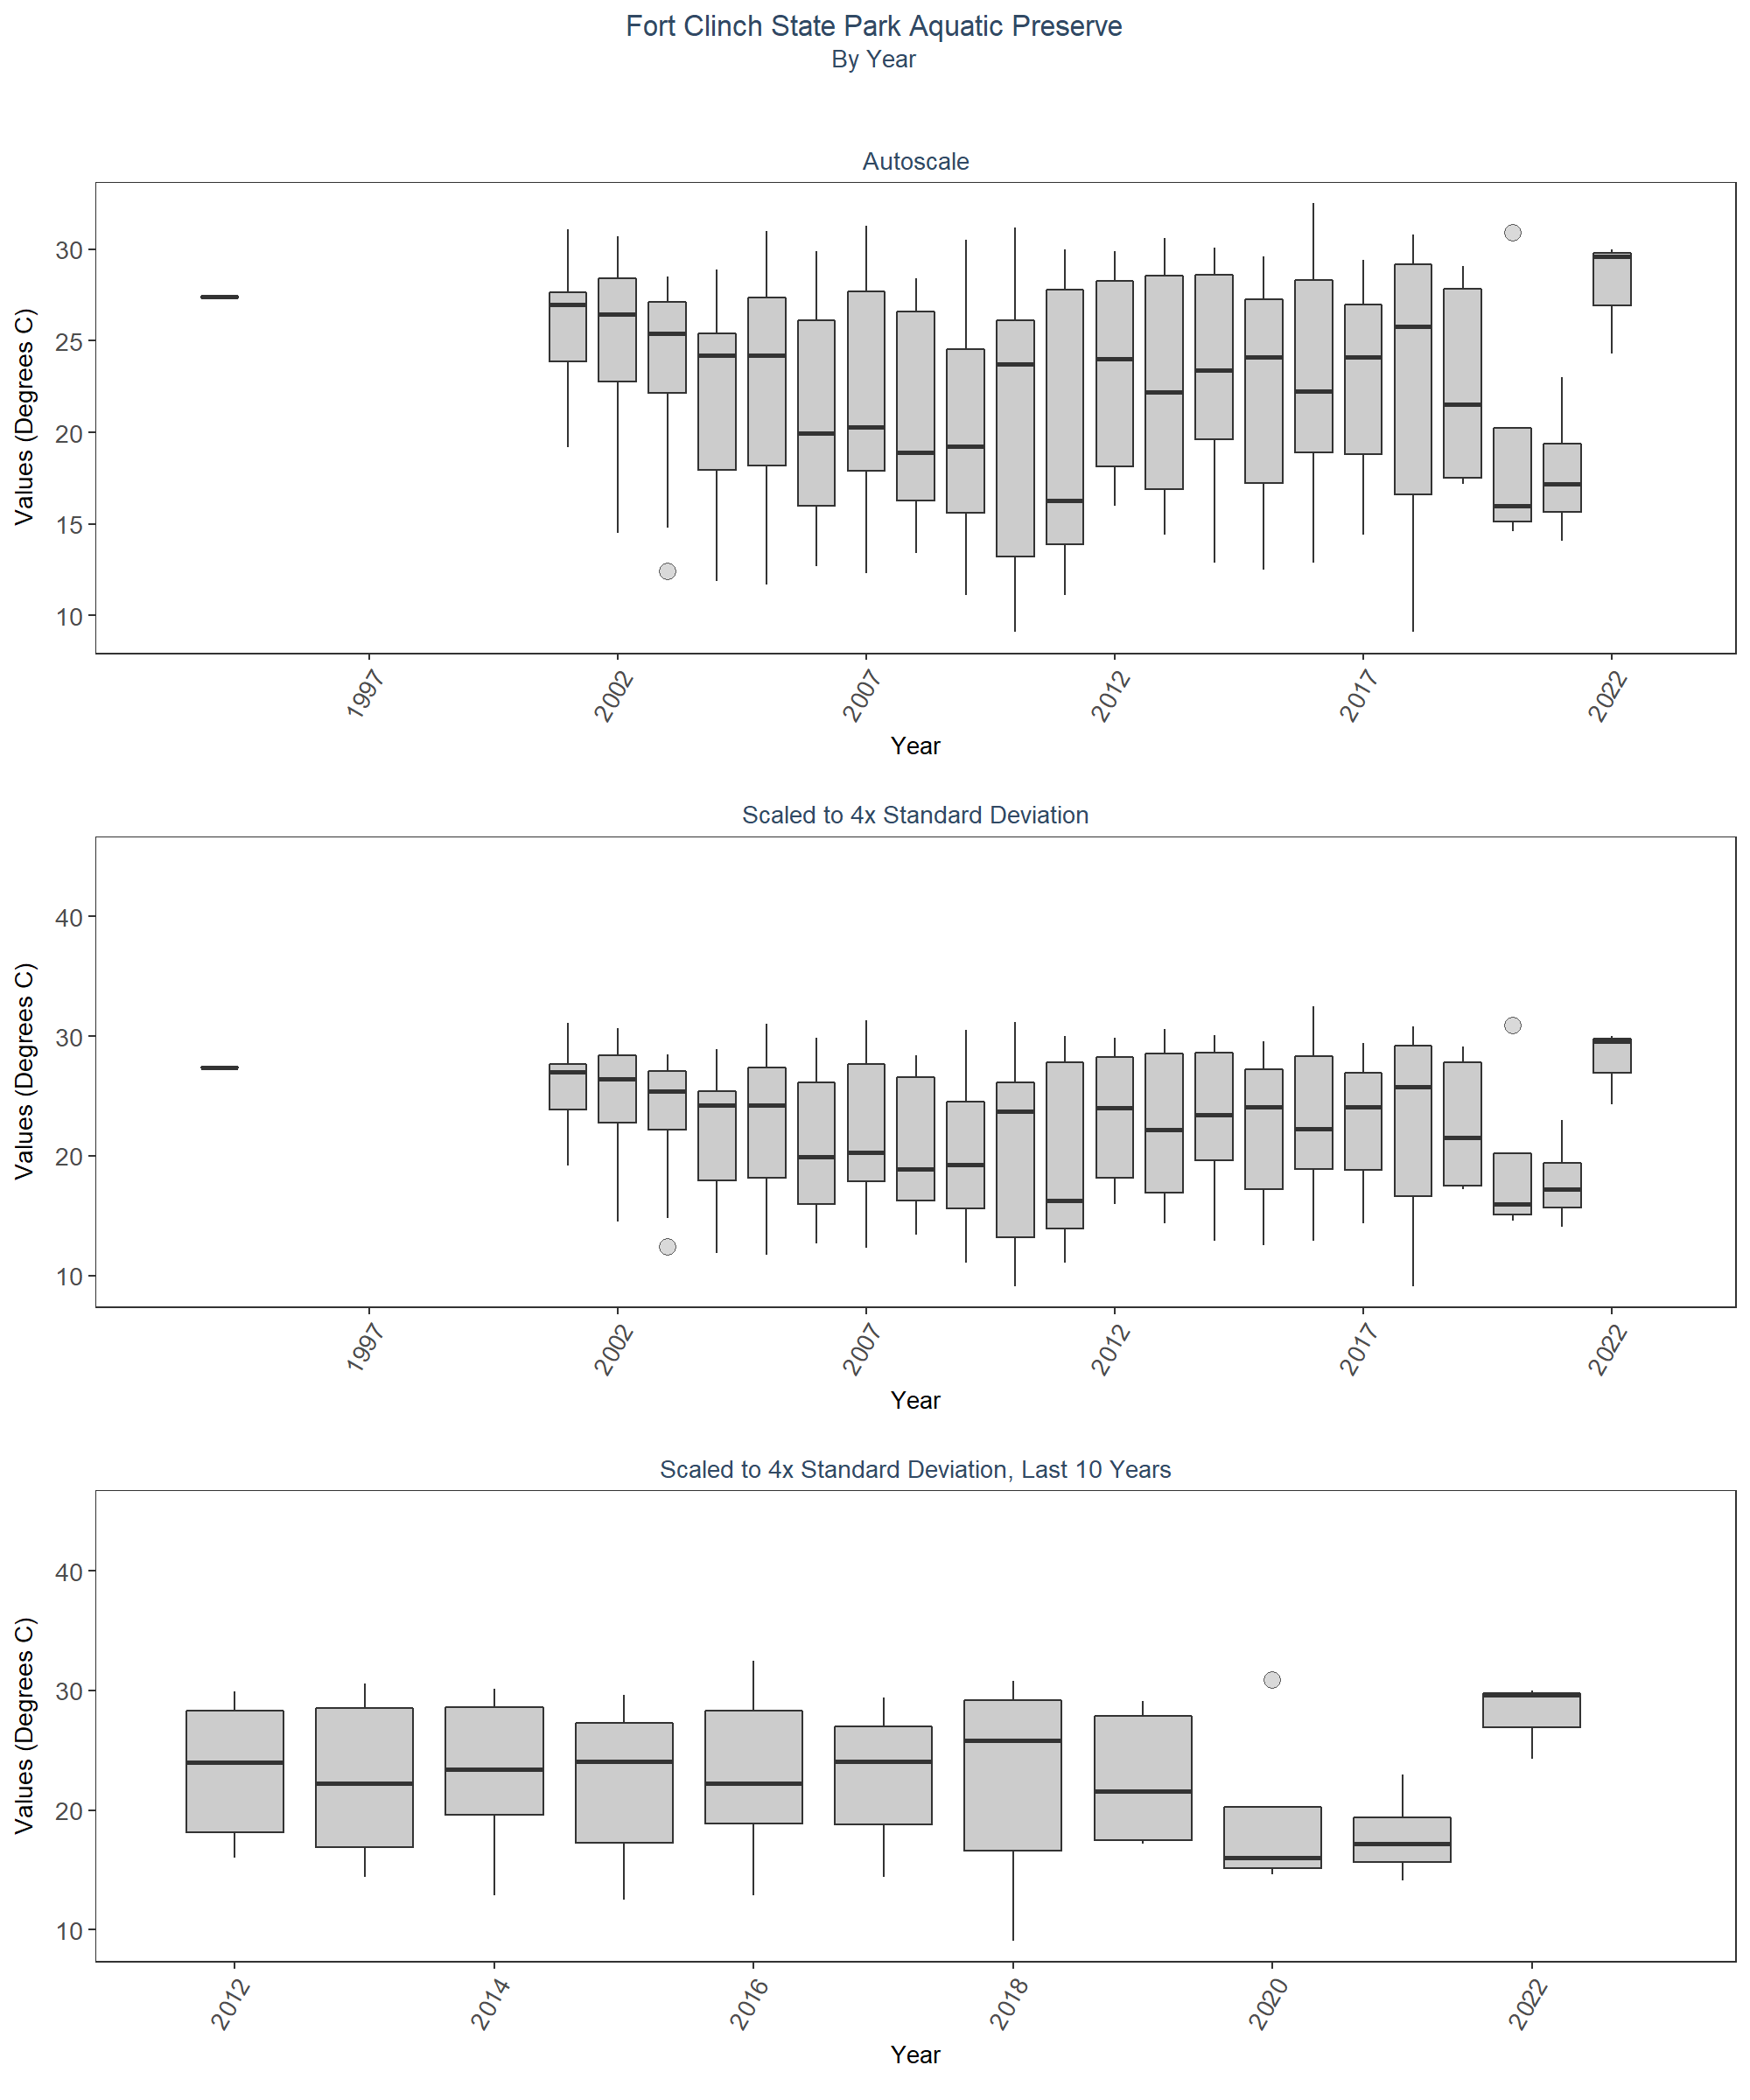 Fort Clinch State Park Aquatic Preserve
By Year
Autoscale
Values (Degrees C)
30
25
20
15
10
1997 2002 2007 2012 2017 2022
Year
Scaled to 4x Standard Deviation
Values (Degrees C)
40
30
20
10
1997 2002 2007 2012 2017 2022
Year
Scaled to 4x Standard Deviation, Last 10 Years
Values (Degrees C)
40
30
20
10
2012 2014 2016 2018 2020 2022
Year